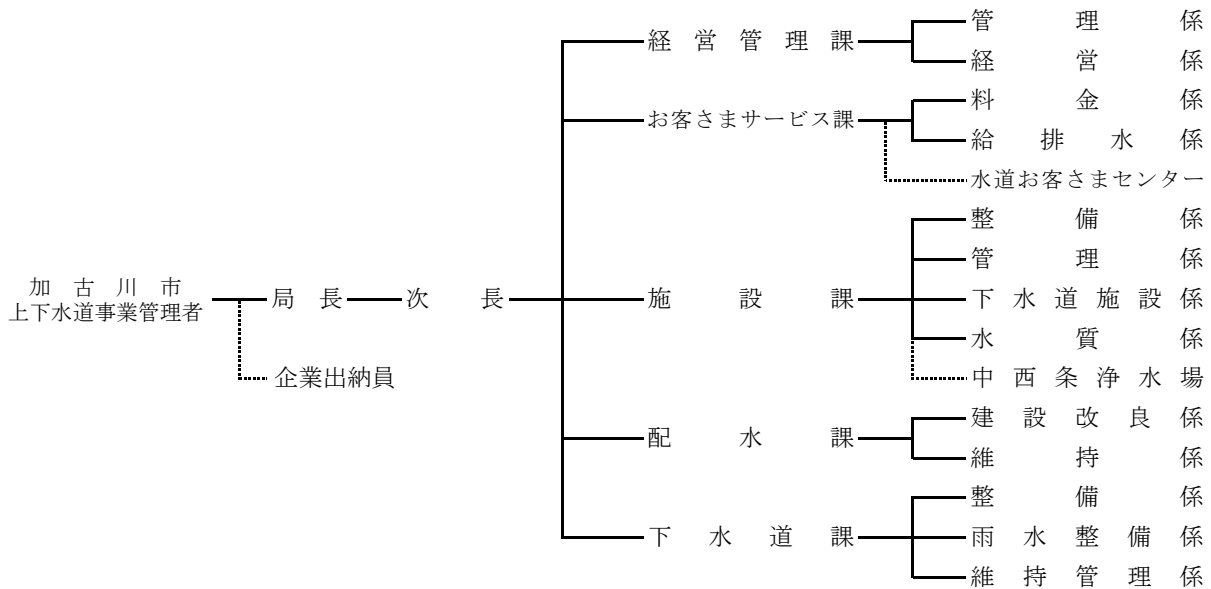 加古川市
上下水道事業管理者
局長
次長
企業出納員
経営管理課
管理係
経営係
お客さまサービス課
料金係
給排水係
水道お客さまセンター
施設課
整備係
管理係
下水道施設係
水質係
中西条浄水場
配水課
建設改良係
維持係
下水道課
整備係
雨水整備係
維持管理係